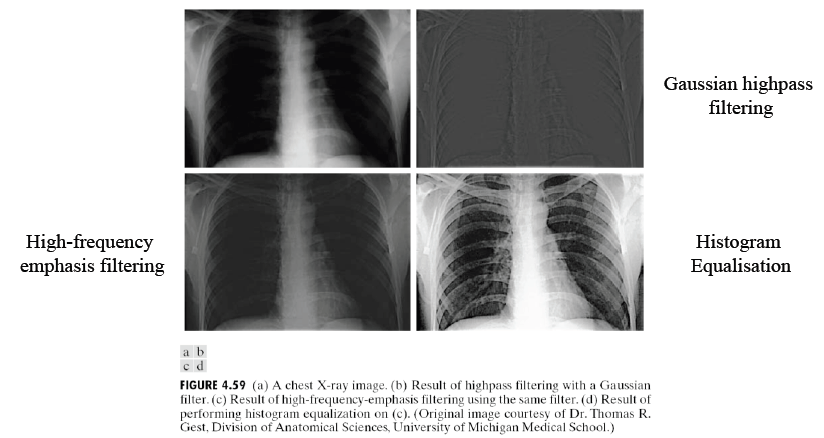 Gaussian highpass
filtering
High-frequency
emphasis filtering
Histogram
Equalisation
a b
c d
FIGURE 4.59 (a) A chest X-ray image. (b) Result of highpass filtering with a Gaussian
filter. (c) Result of high-frequency-emphasis filtering using the same filter. (d) Result of
performing histogram equalization on (c). (Original image courtesy of Dr. Thomas R.
Gest, Division of Anatomical Sciences, University of Michigan Medical School.)